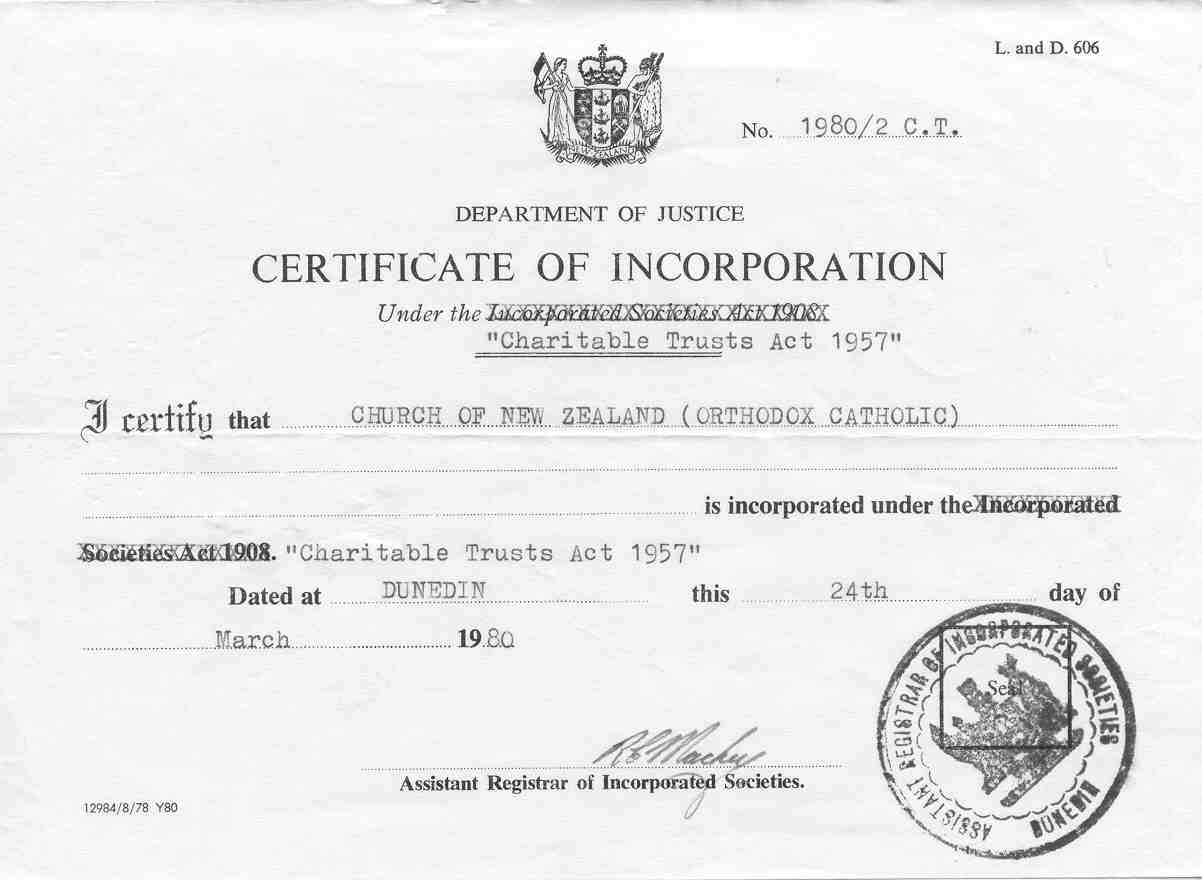 L. and D. 606
No. 1980/2 C.T.
NEW ZEALAND
DEPARTMENT OF JUSTICE
CERTIFICATE OF INCORPORATION
Under the Incorporated Societies Act 1908.
"Charitable Trusts Act 1957"
I certify that CHURCH OF NEW ZEALAND (ORTHODOX CATHOLIC)
is incorporated under the Incorporated
Societies Act 1908. "Charitable Trusts Act 1957"
Dated at DUNEDIN this 24th day of
March 1980
Seal
ASSISTANT REGISTRAR OF INCORPORATED SOCIETIES
DUNEDIN
Assistant Registrar of Incorporated Societies.
12984/8/78 Y80